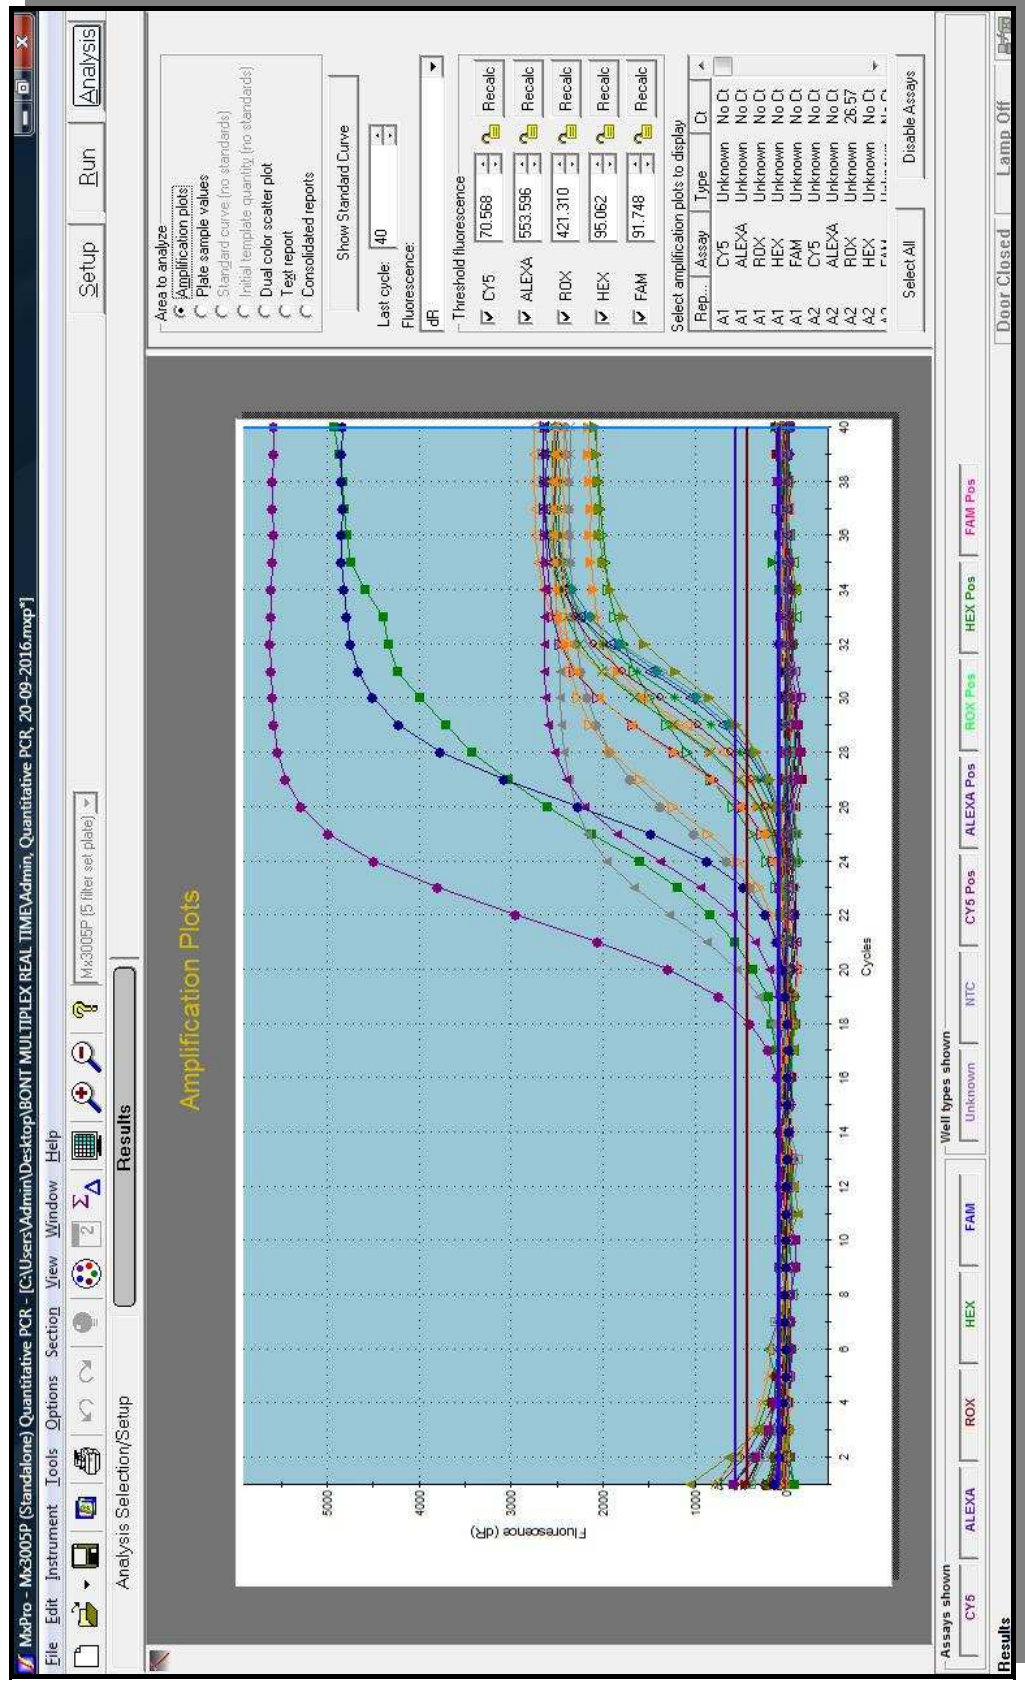 MxPro - Mx3005P (Standalone) Quantitative PCR - [C:\Users\Admin\Desktop\BONT MULTIPLEX REAL TIME\Admin, Quantitative PCR, 20-09-2016.mxp*]
File Edit Instrument Tools Options Section View Window Help
Mx3005P (5 filter set plate)
Setup Run Analysis
Analysis Selection/Setup
Results
Amplification Plots
Fluorescence (dR)
5000
4000
3000
2000
1000
0
2 4 6 8 10 12 14 16 18 20 22 24 26 28 30 32 34 36 38 40
Cycles
Area to analyze
Amplification plots
Plate sample values
Standard curve (no standards)
Initial template quantity (no standards)
Dual color scatter plot
Text report
Consolidated reports
Show Standard Curve
Last cycle: 40
Fluorescence:
dR
Threshold fluorescence
CY5 70.568 Recalc
ALEXA 553.596 Recalc
ROX 421.310 Recalc
HEX 95.062 Recalc
FAM 91.748 Recalc
Select amplification plots to display
Rep... Assay Type Ct
A1 CY5 Unknown No Ct
A1 ALEXA Unknown No Ct
A1 ROX Unknown No Ct
A1 HEX Unknown No Ct
A1 FAM Unknown No Ct
A2 CY5 Unknown No Ct
A2 ALEXA Unknown No Ct
A2 ROX Unknown 26.57
A2 HEX Unknown No Ct
Select All Disable Assays
Assays shown
CY5 ALEXA ROX HEX FAM
Well types shown
Unknown NTC CY5 Pos ALEXA Pos ROX Pos HEX Pos FAM Pos
Results
Door Closed Lamp Off